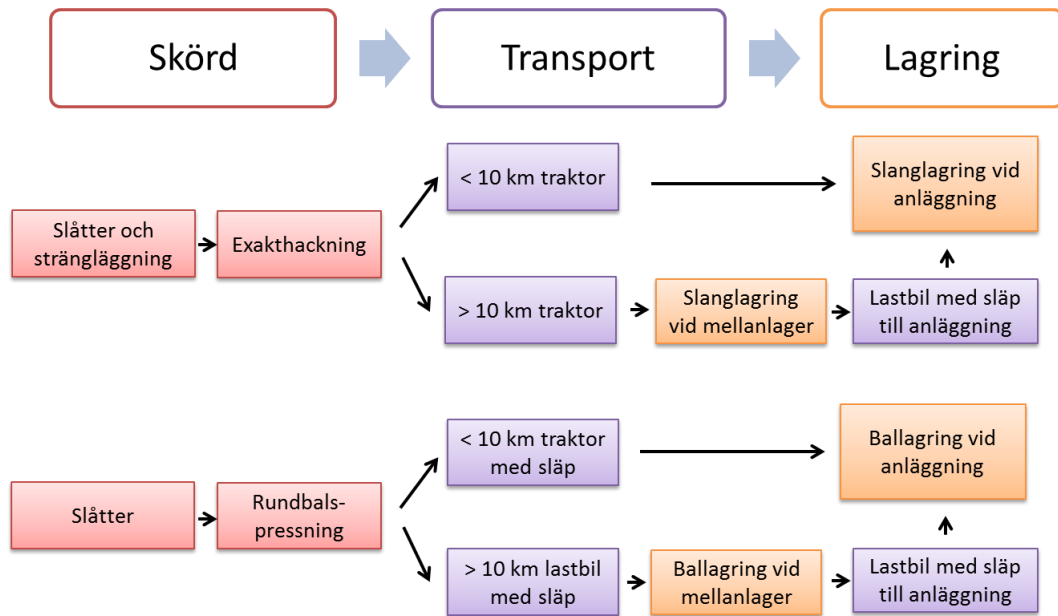 Skörd
Transport
Lagring
Slåtter och
strängläggning
Exakthackning
< 10 km traktor
Slanglagring vid
anläggning
> 10 km traktor
Slanglagring
vid mellanlager
Lastbil med släp
till anläggning
Slåtter
Rundbals-
pressning
< 10 km traktor
med släp
Ballagring vid
anläggning
> 10 km lastbil
med släp
Ballagring vid
mellanlager
Lastbil med släp
till anläggning